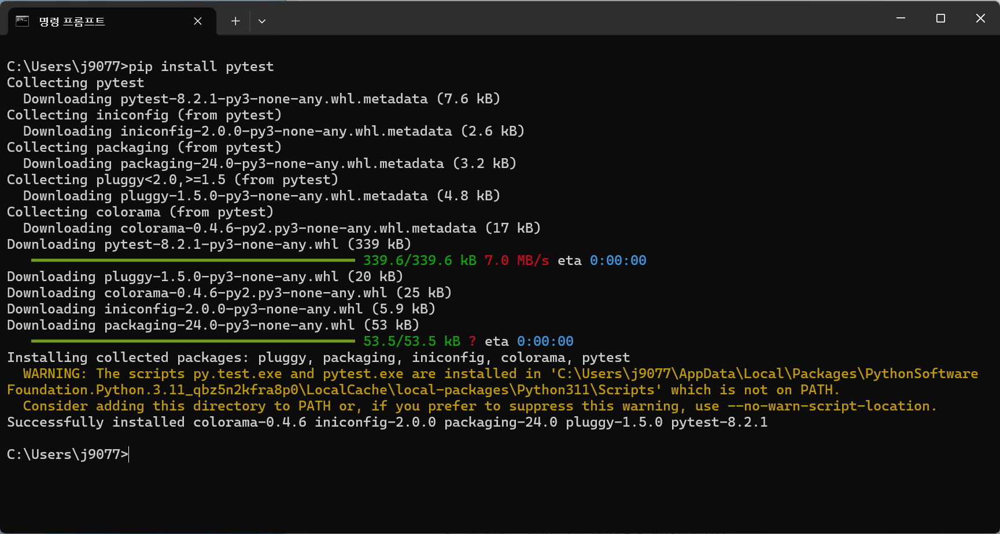 명령 프롬프트
C:\Users\j9077>pip install pytest
Collecting pytest
  Downloading pytest-8.2.1-py3-none-any.whl.metadata (7.6 kB)
Collecting iniconfig (from pytest)
  Downloading iniconfig-2.0.0-py3-none-any.whl.metadata (2.6 kB)
Collecting packaging (from pytest)
  Downloading packaging-24.0-py3-none-any.whl.metadata (3.2 kB)
Collecting pluggy<2.0,>=1.5 (from pytest)
  Downloading pluggy-1.5.0-py3-none-any.whl.metadata (4.8 kB)
Collecting colorama (from pytest)
  Downloading colorama-0.4.6-py2.py3-none-any.whl.metadata (17 kB)
Downloading pytest-8.2.1-py3-none-any.whl (339 kB)
339.6/339.6 kB 7.0 MB/s eta 0:00:00
Downloading pluggy-1.5.0-py3-none-any.whl (20 kB)
Downloading colorama-0.4.6-py2.py3-none-any.whl (25 kB)
Downloading iniconfig-2.0.0-py3-none-any.whl (5.9 kB)
Downloading packaging-24.0-py3-none-any.whl (53 kB)
53.5/53.5 kB ? eta 0:00:00
Installing collected packages: pluggy, packaging, iniconfig, colorama, pytest
  WARNING: The scripts py.test.exe and pytest.exe are installed in 'C:\Users\j9077\AppData\Local\Packages\PythonSoftware
Foundation.Python.3.11_qbz5n2kfra8p0\LocalCache\local-packages\Python311\Scripts' which is not on PATH.
  Consider adding this directory to PATH or, if you prefer to suppress this warning, use --no-warn-script-location.
Successfully installed colorama-0.4.6 iniconfig-2.0.0 packaging-24.0 pluggy-1.5.0 pytest-8.2.1
C:\Users\j9077>